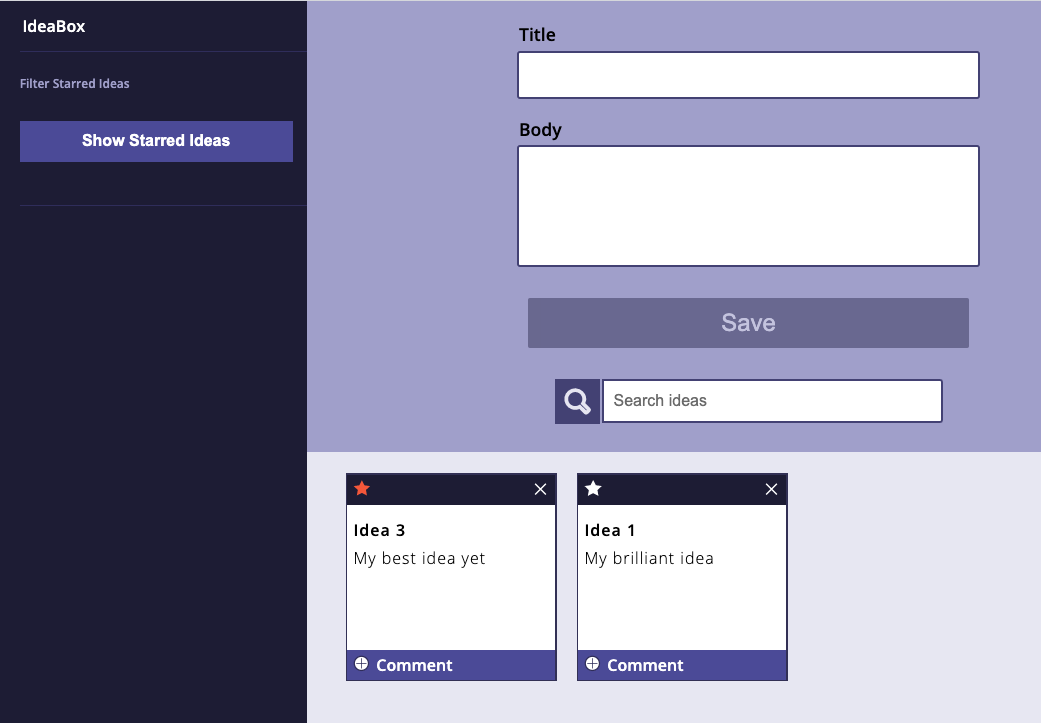 IdeaBox
Filter Starred Ideas
Show Starred Ideas
Title
Body
Save
Search ideas
Idea 3
My best idea yet
Comment
Idea 1
My brilliant idea
Comment